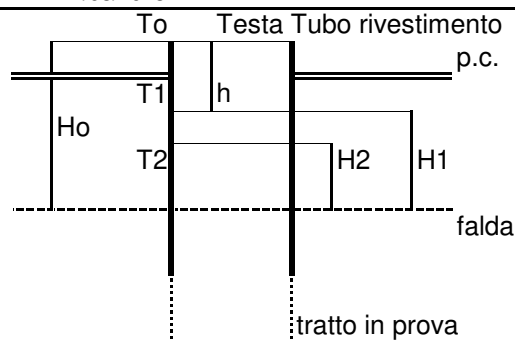 To Testa Tubo rivestimento
p.c.
T1 h
Ho
T2 H2 H1
falda
tratto in prova